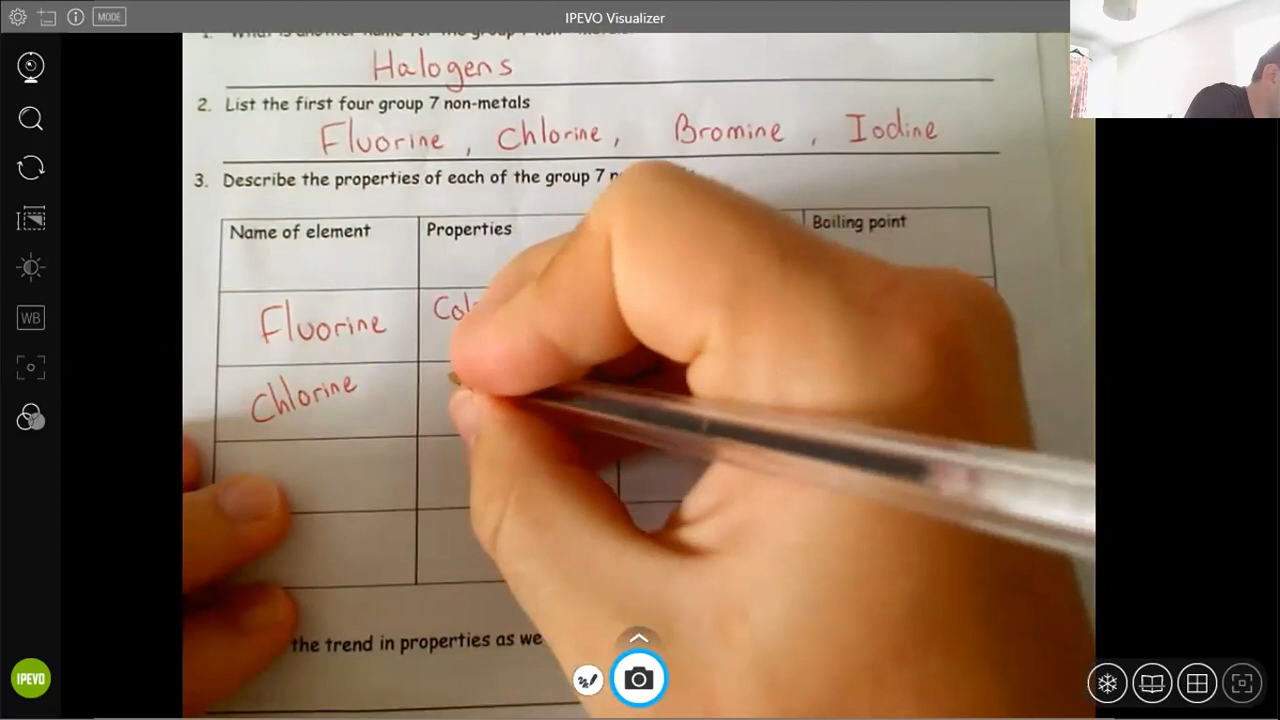 MODE
IPEVO Visualizer
Halogens
2. List the first four group 7 non-metals
Fluorine, Chlorine, Bromine, Iodine
3. Describe the properties of each of the group 7
Name of element Properties Boiling point
Fluorine
Chlorine
WB
the trend in properties as we
IPEVO